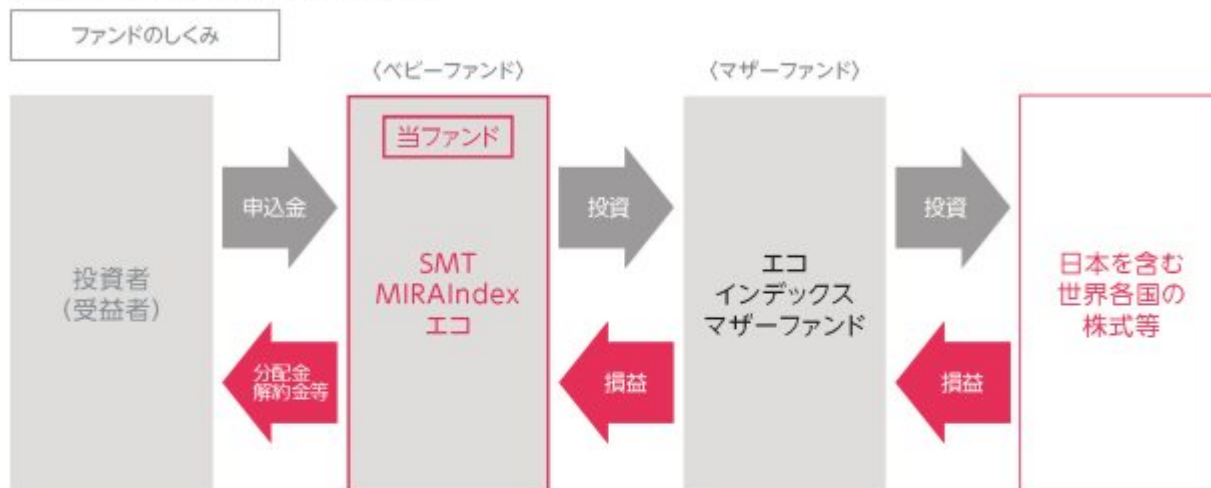 ファンドのしくみ
〈ベビーファンド〉
〈マザーファンド〉
投資者
(受益者)
申込金
分配金
解約金等
当ファンド
SMT
MIRAIndex
エコ
投資
損益
エコ
インデックス
マザーファンド
投資
損益
日本を含む
世界各国の
株式等